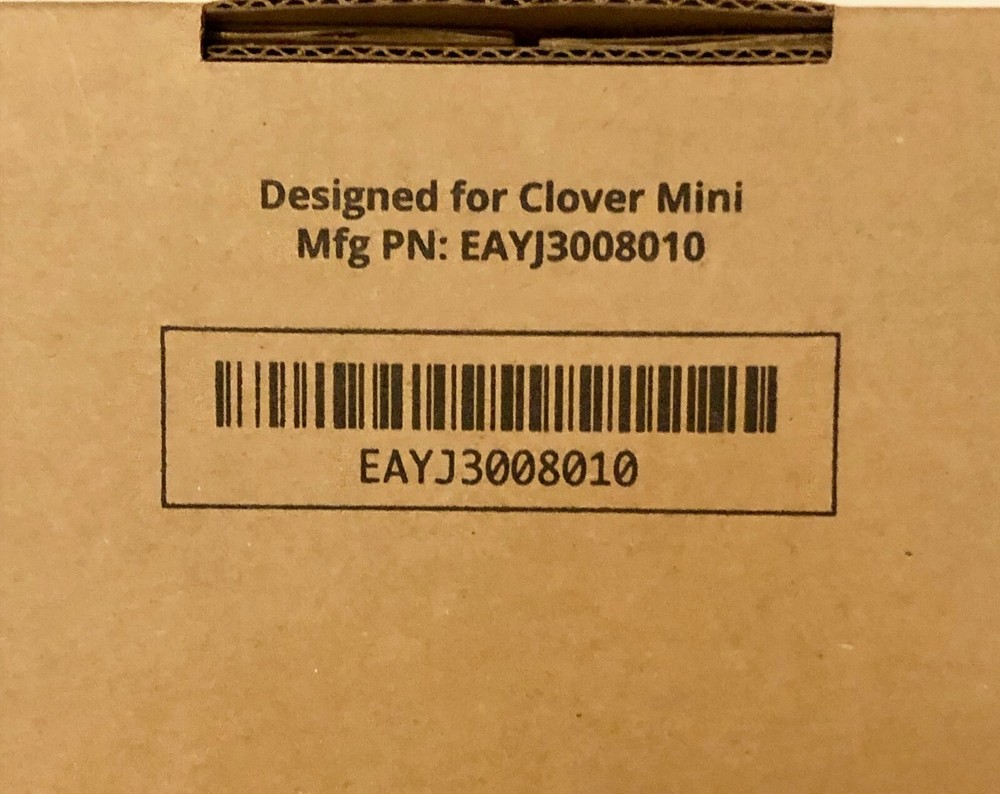 Designed for Clover Mini
Mfg PN: EAYJ3008010
EAYJ3008010